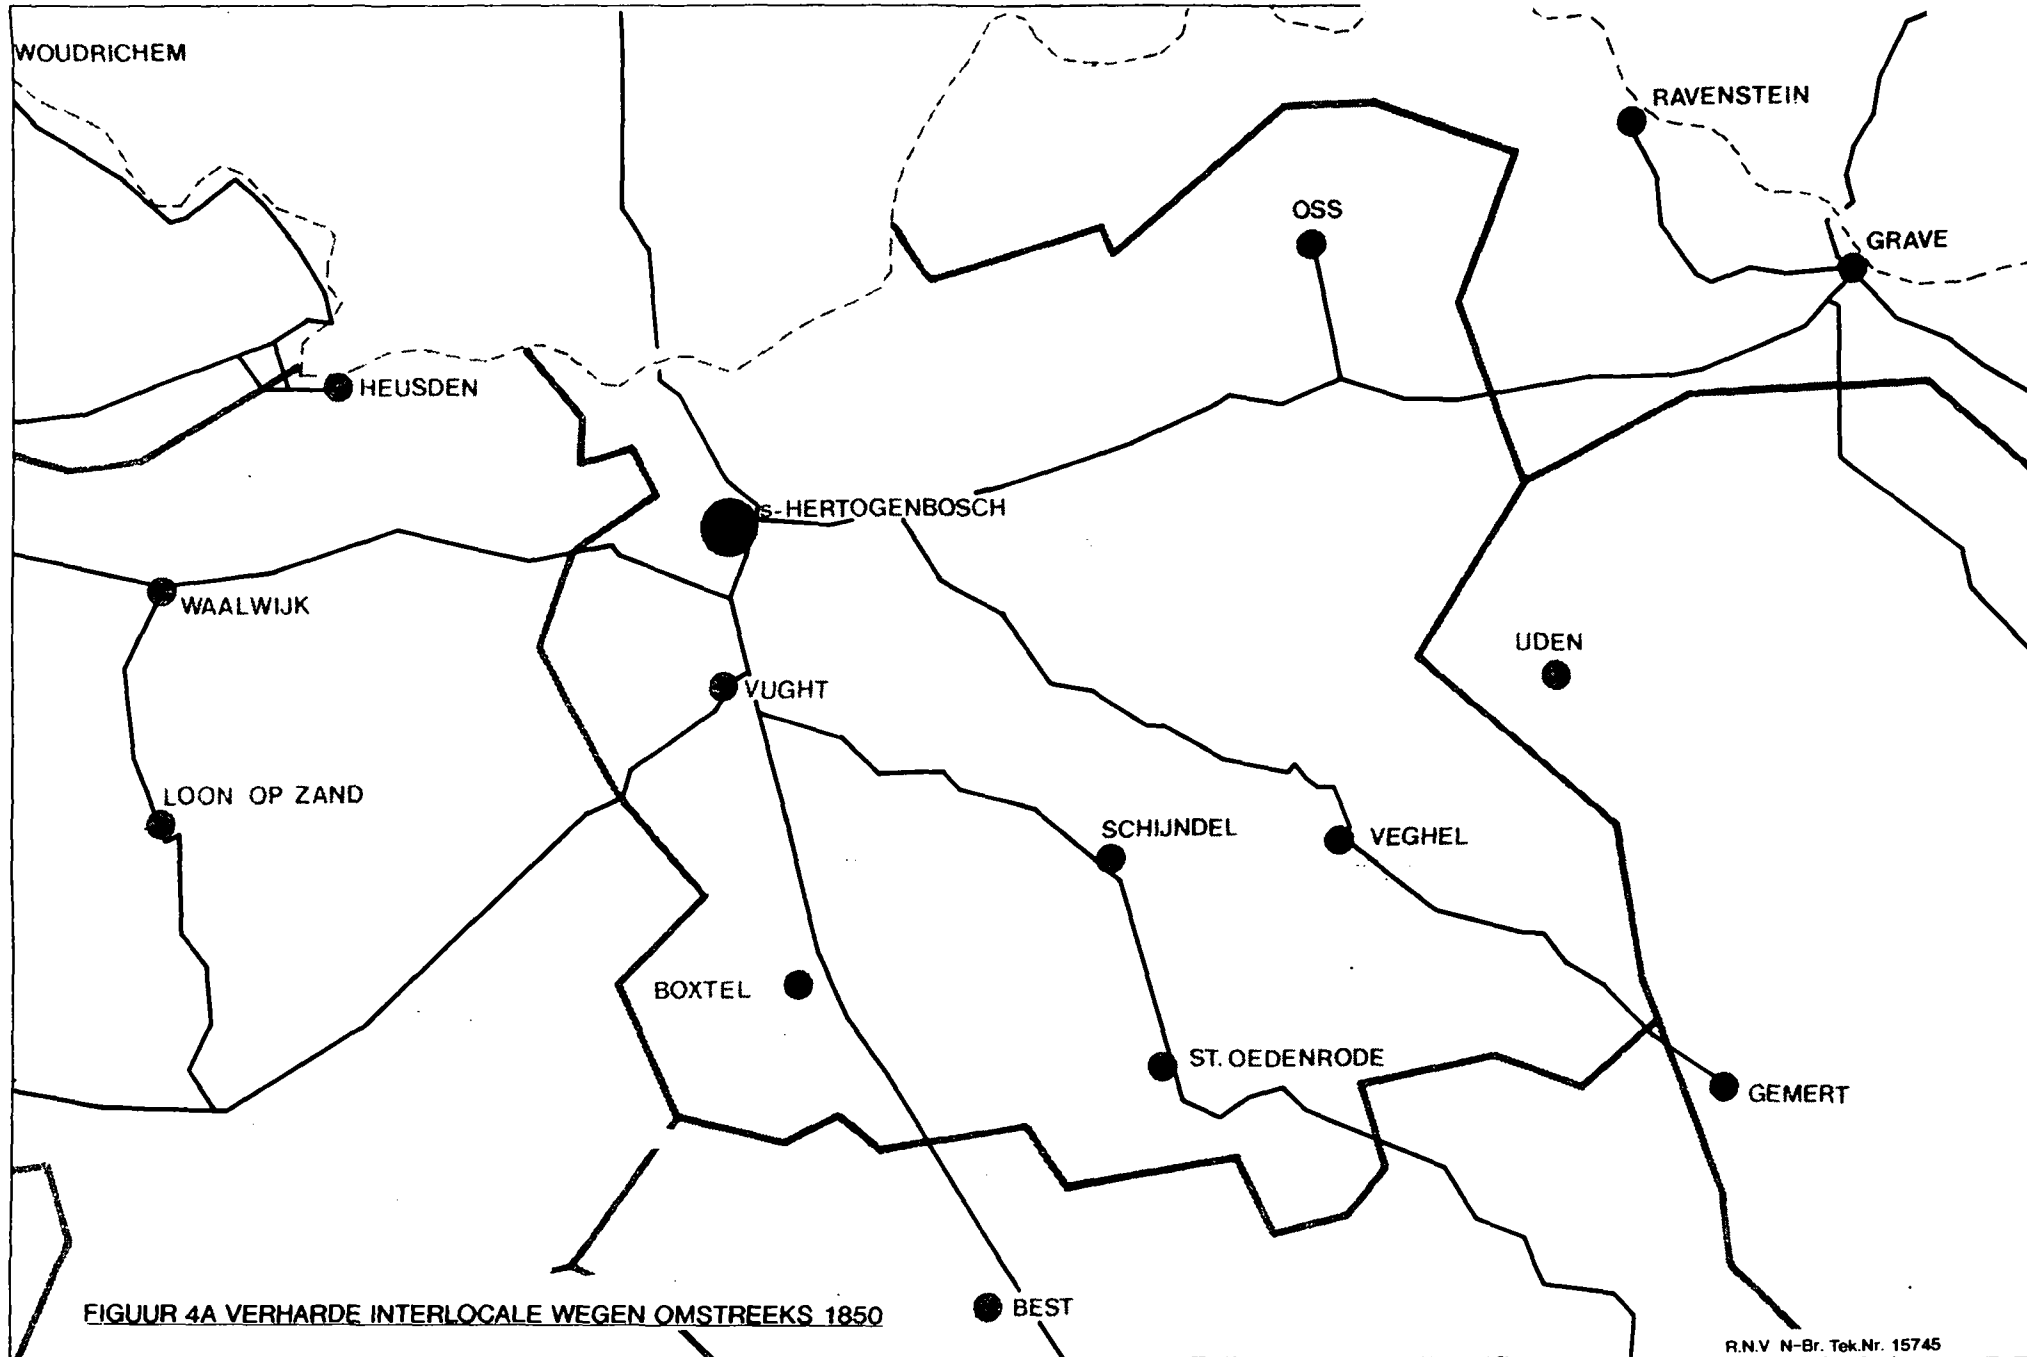 WOUDRICHEM
RAVENSTEIN
OSS
GRAVE
HEUSDEN
's-HERTOGENBOSCH
WAALWIJK
UDEN
VUGHT
LOON OP ZAND
SCHIJNDEL
VEGHEL
BOXTEL
ST. OEDENRODE
GEMERT
BEST
FIGUUR 4A VERHARDE INTERLOCALE WEGEN OMSTREEKS 1850
R.N.V N-Br. Tek.Nr. 15745